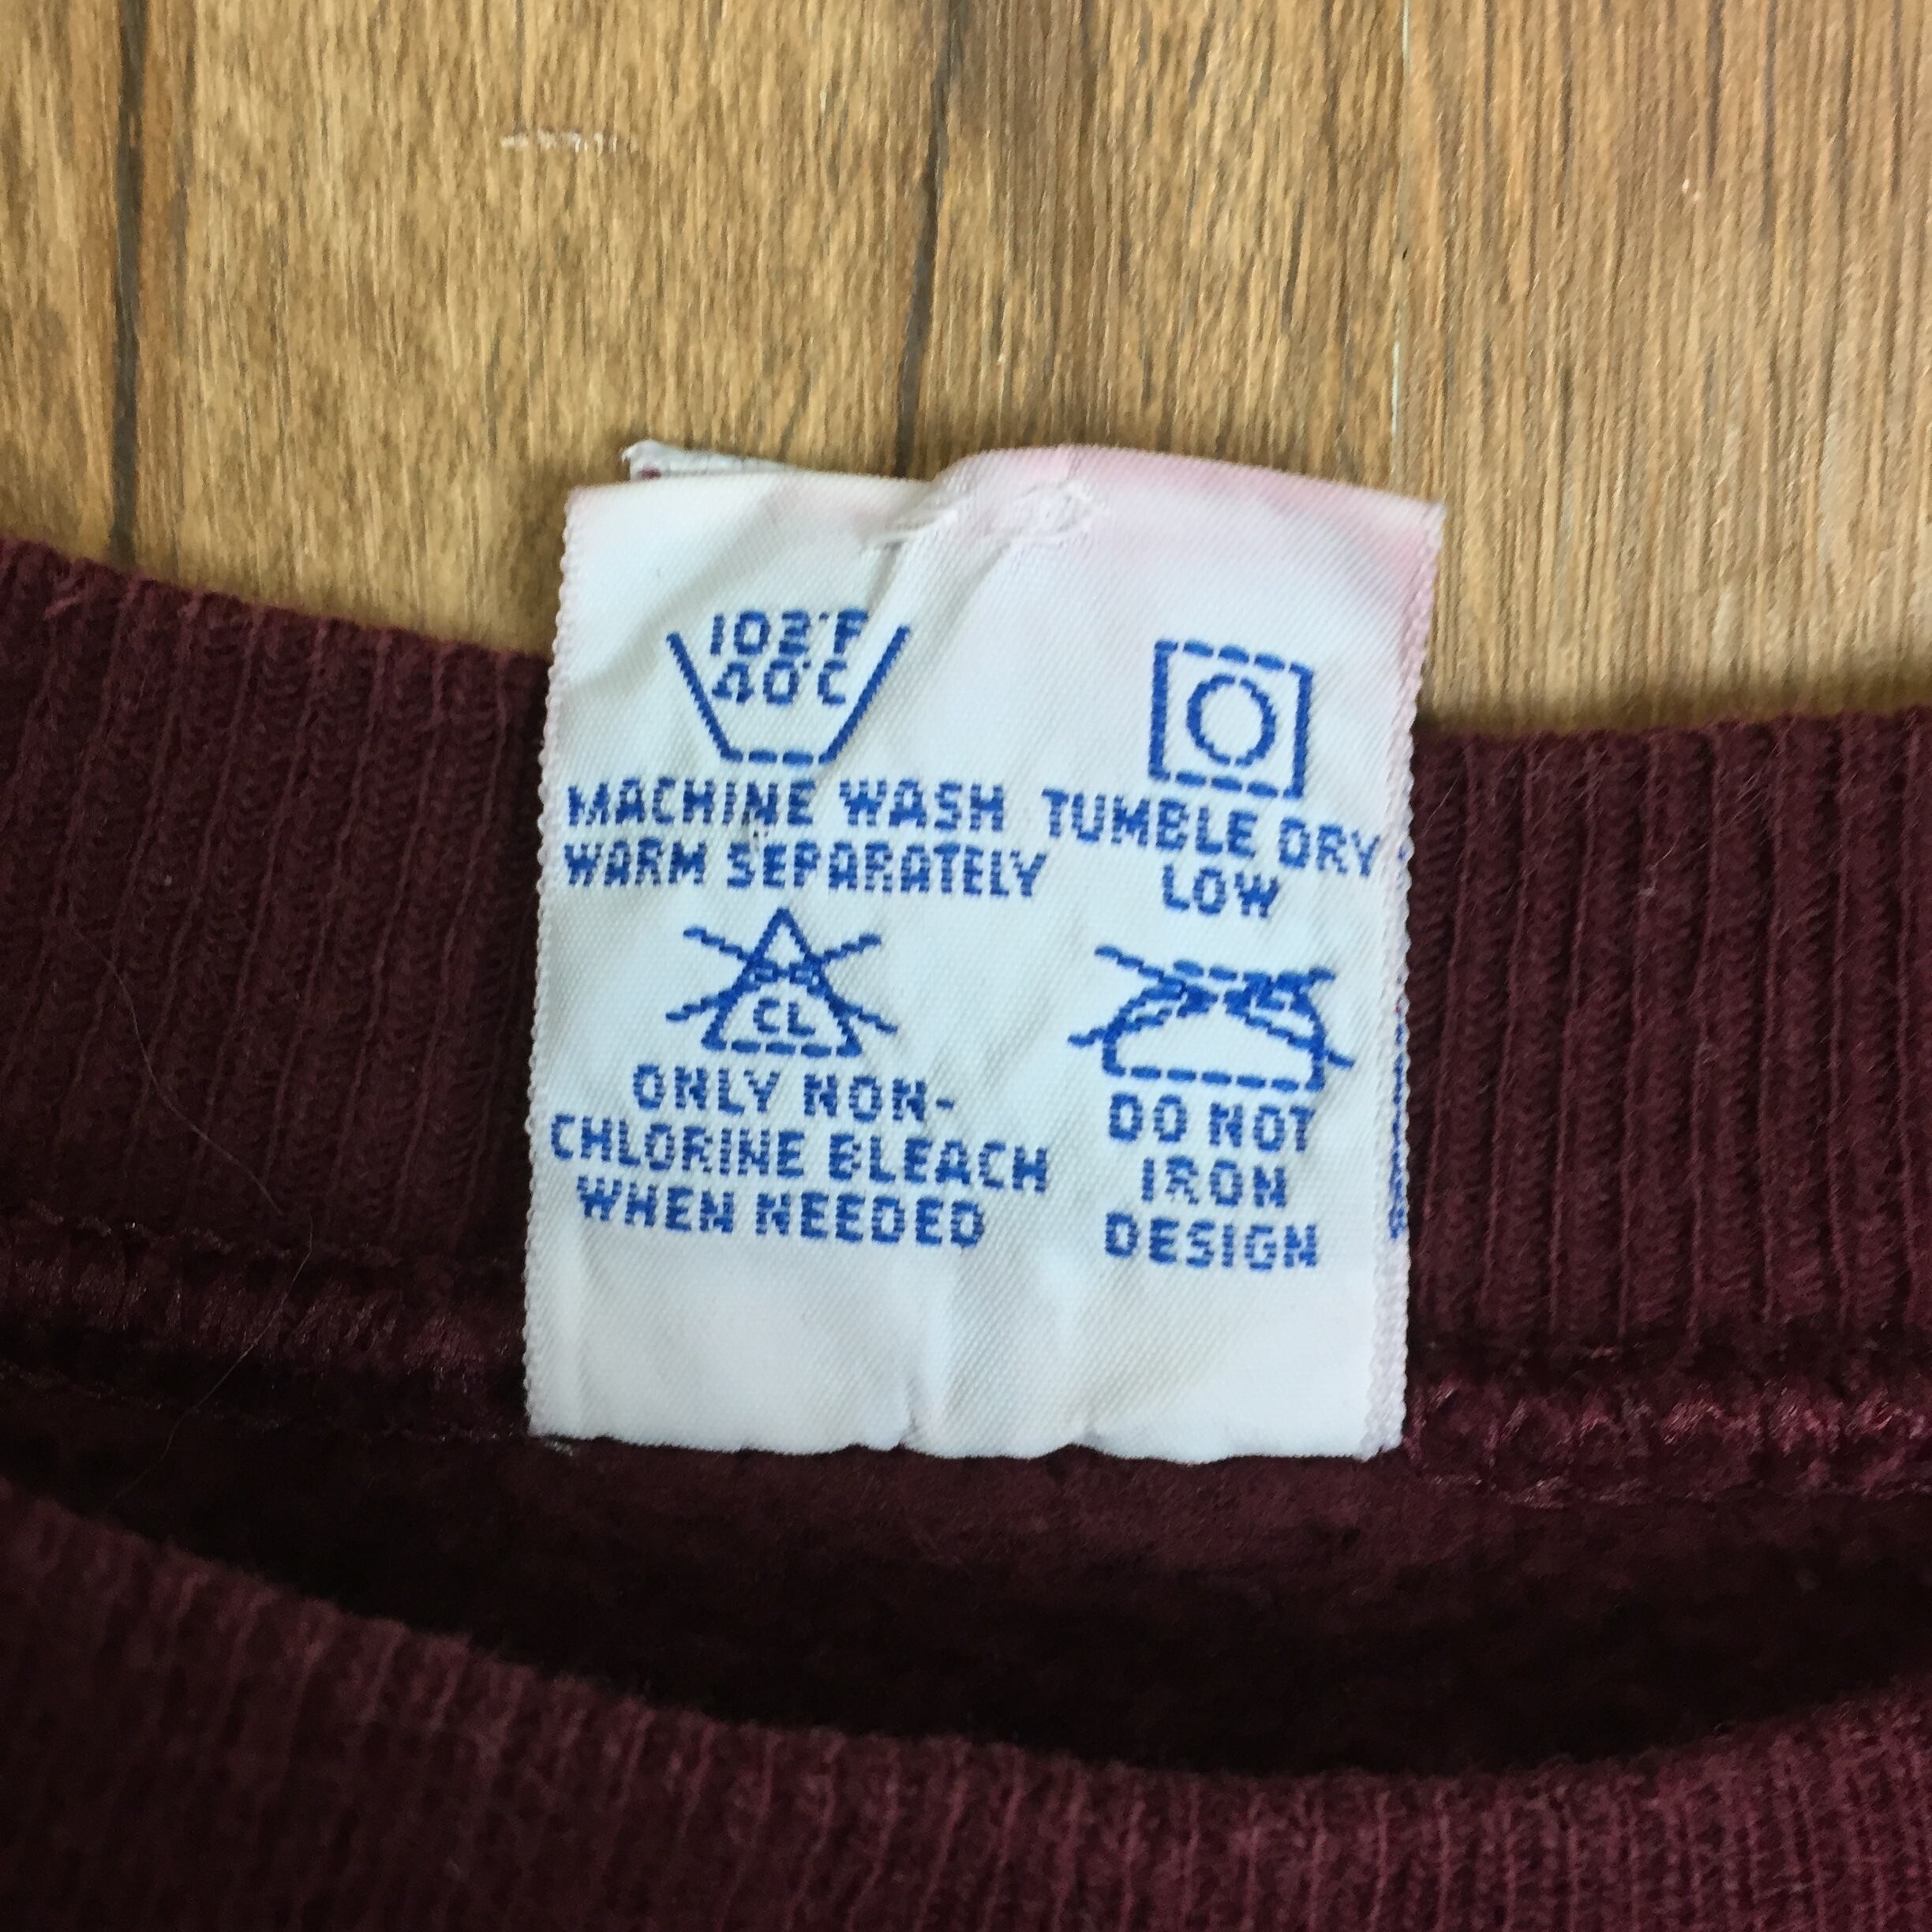 102°F
40°C
MACHINE WASH
WARM SEPARATELY
TUMBLE DRY
LOW
CL
ONLY NON-
CHLORINE BLEACH
WHEN NEEDED
DO NOT
IRON
DESIGN